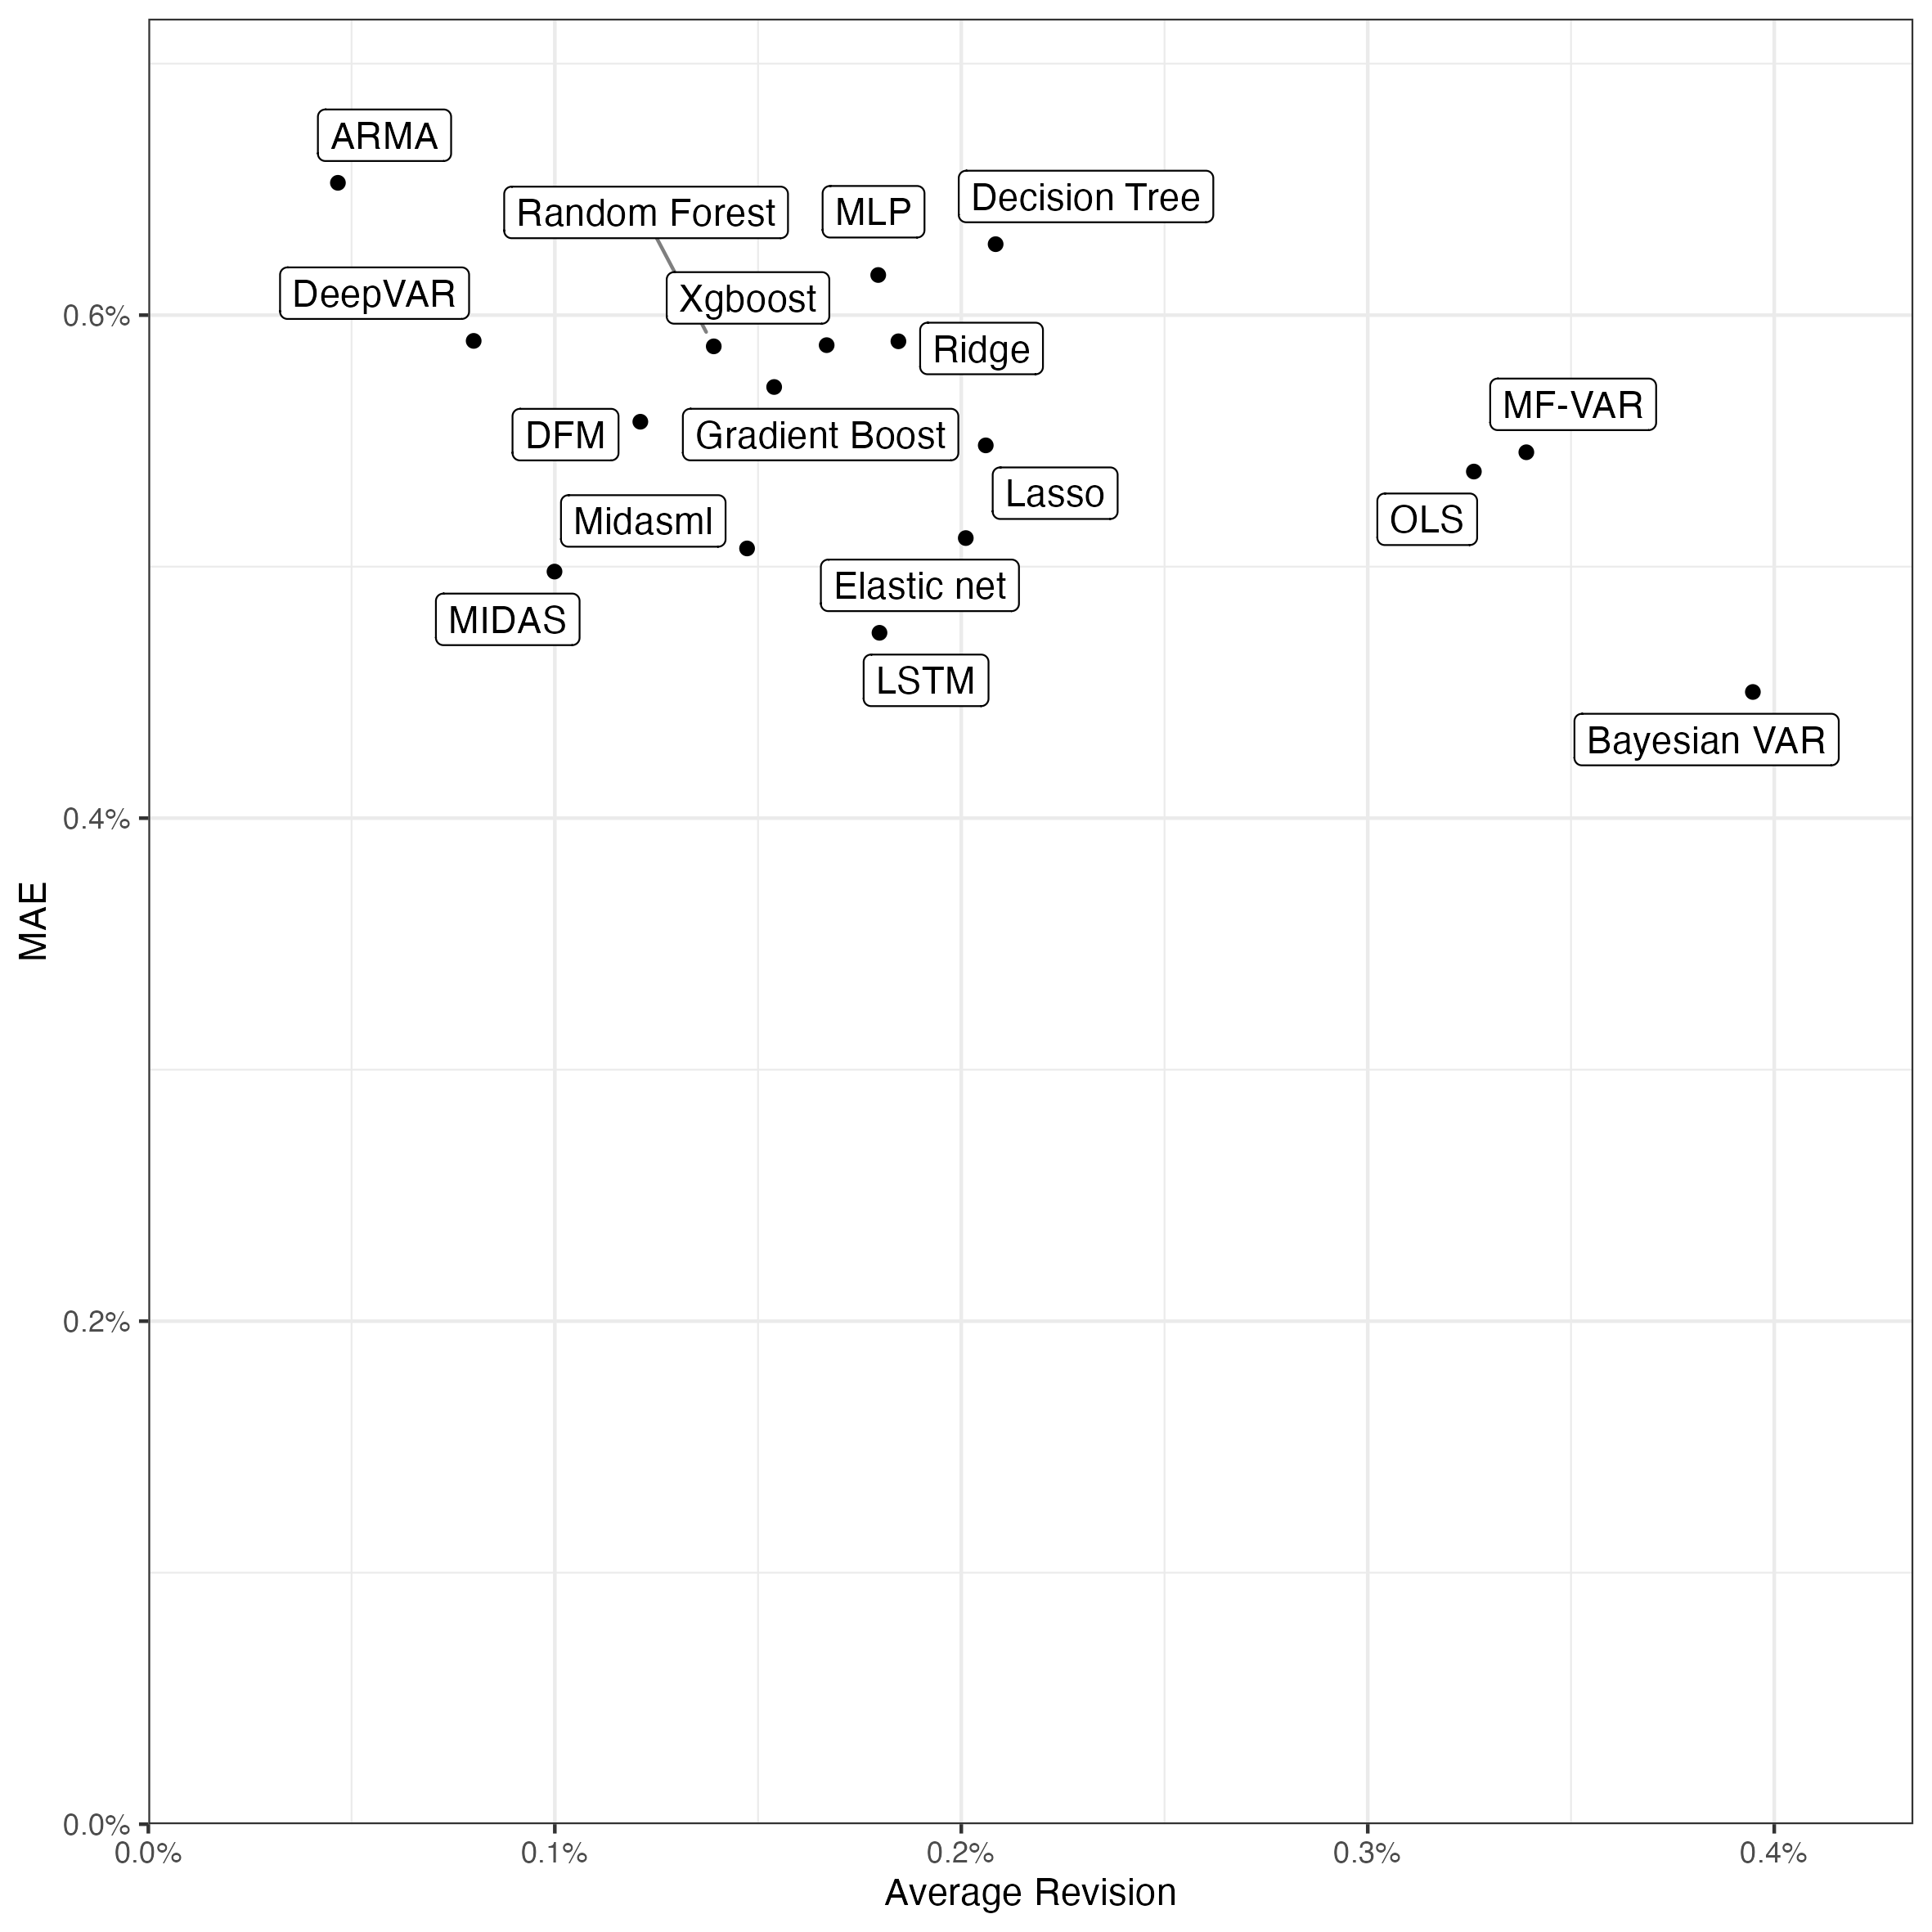 ARMA
Decision Tree
Random Forest
MLP
DeepVAR
Xgboost
0.6%
Ridge
MF-VAR
DFM
Gradient Boost
Lasso
OLS
Midasml
Elastic net
MIDAS
LSTM
Bayesian VAR
0.4%
MAE
0.2%
0.0%
0.0%
0.1%
0.2%
0.3%
0.4%
Average Revision